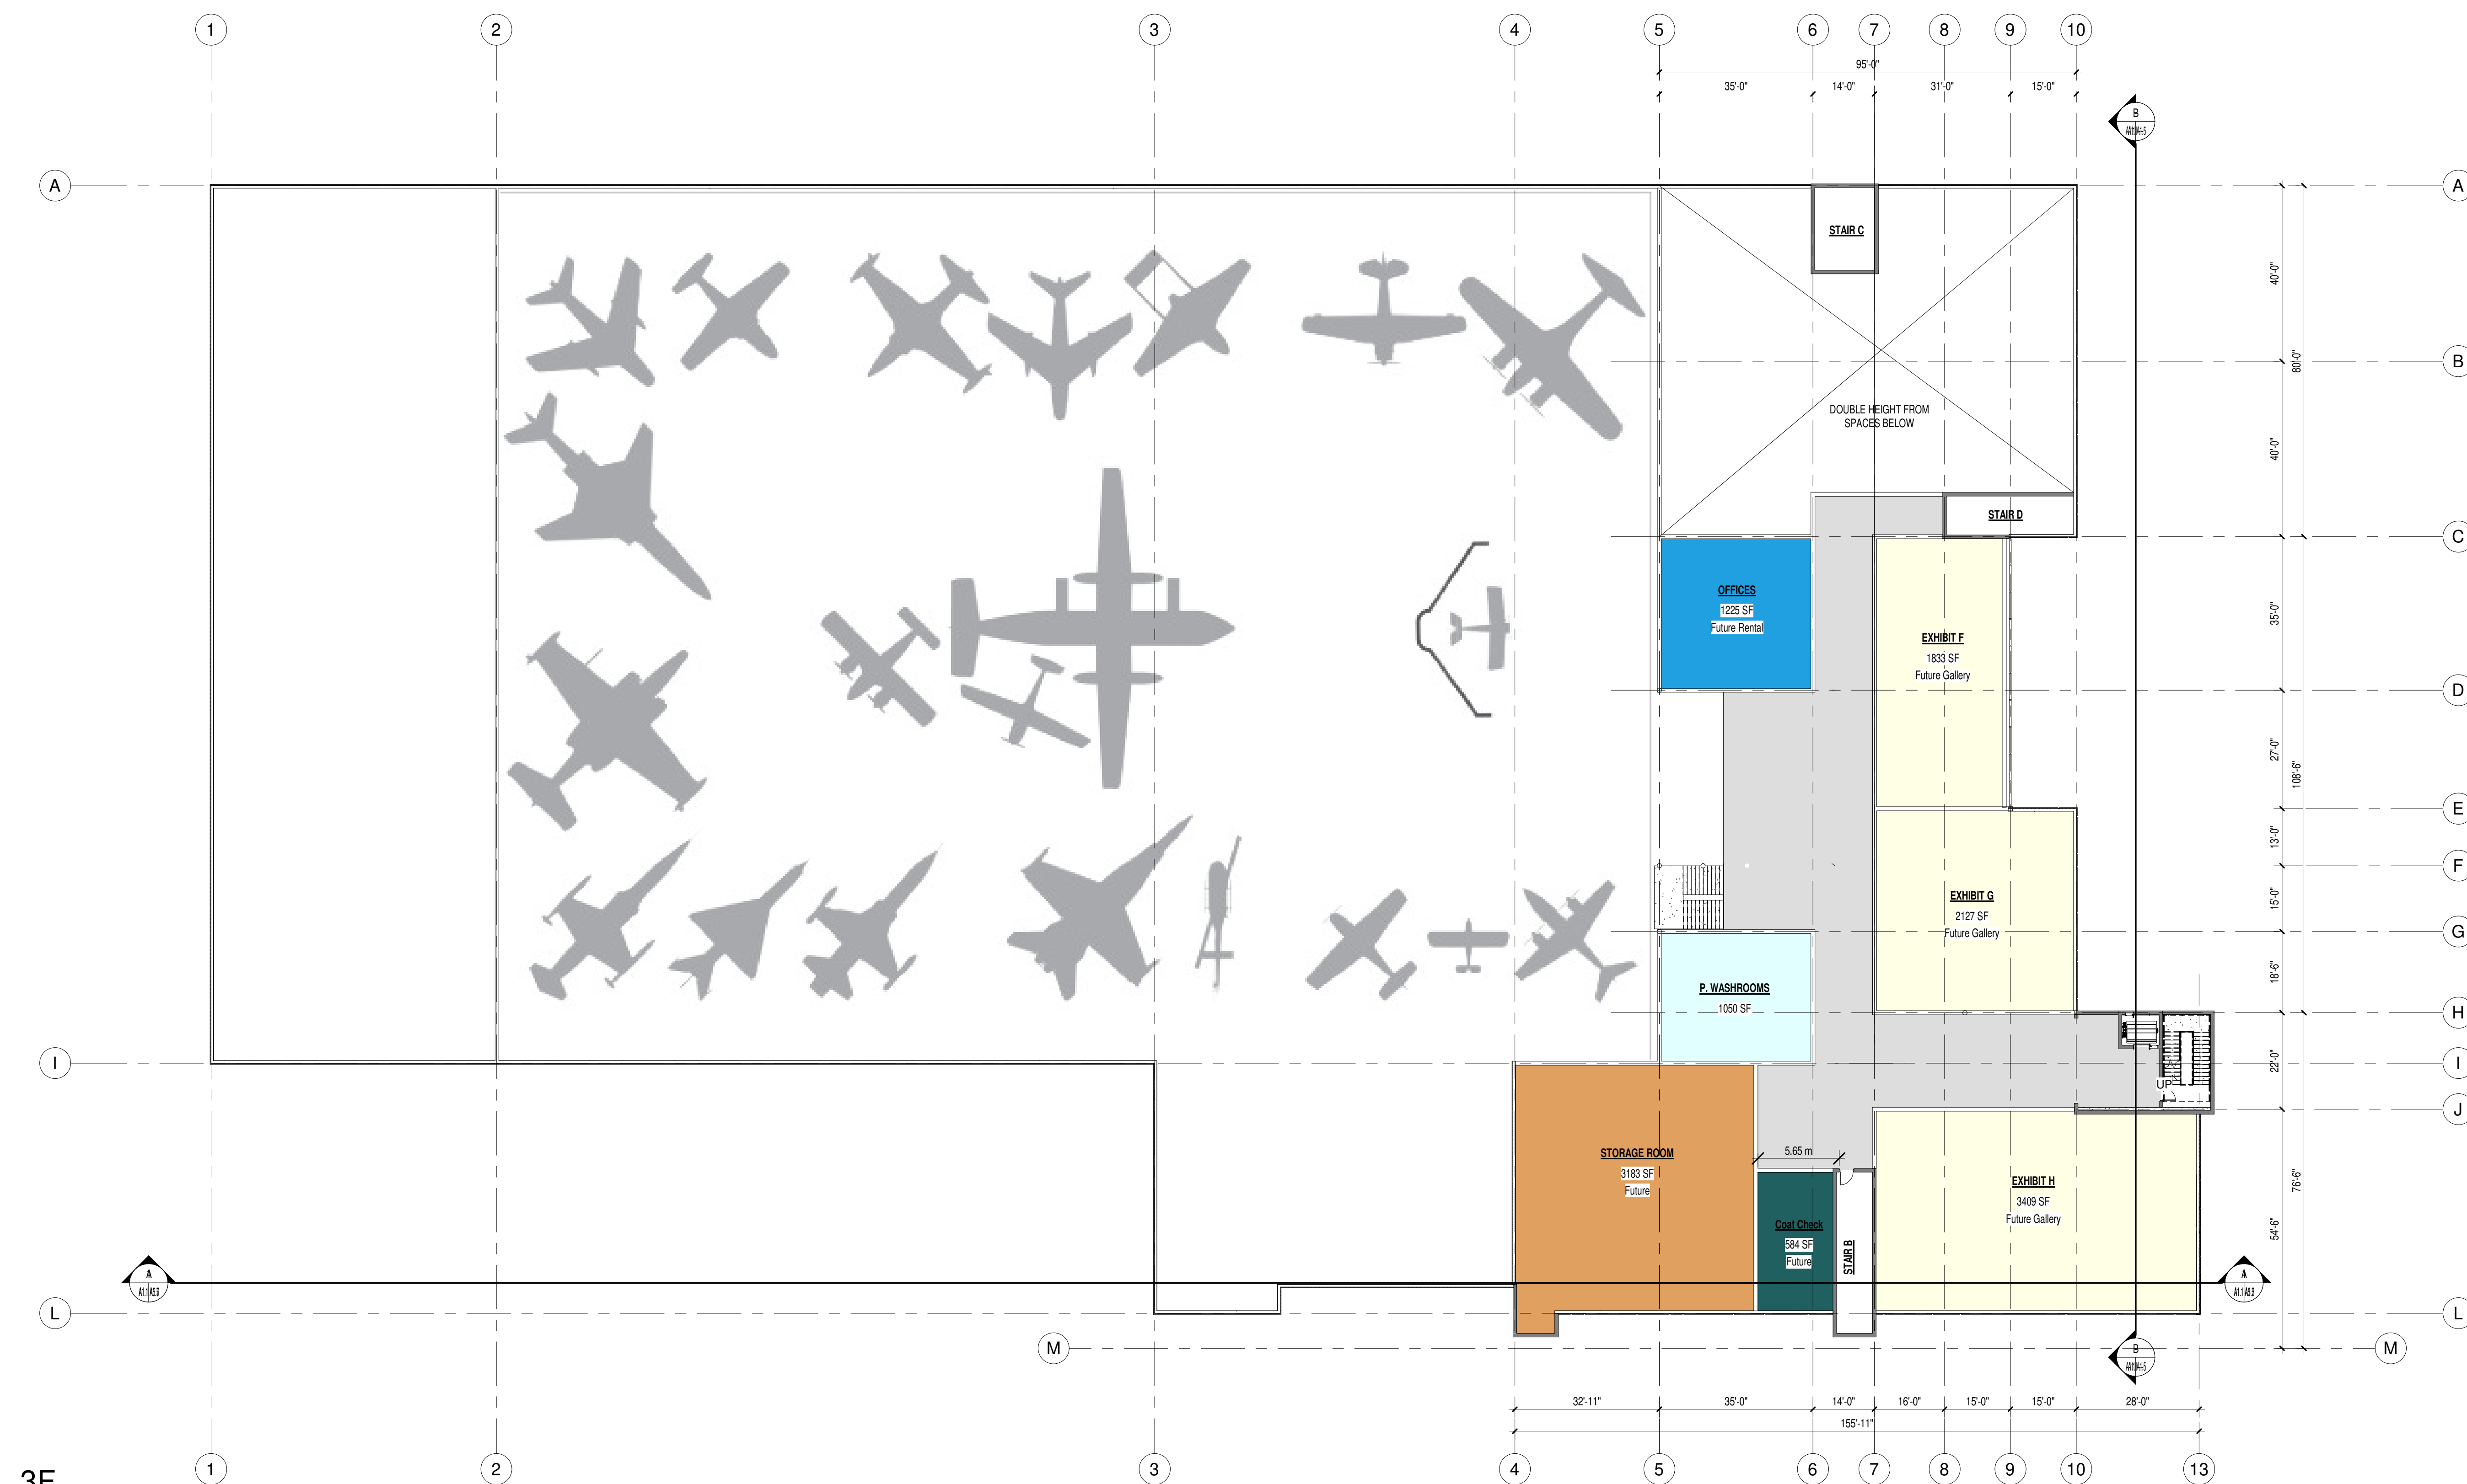 1 2 3 4 5 6 7 8 9 10
95'-0"
35'-0" 14'-0" 31'-0" 15'-0"
B
A A
STAIR C
40'-0"
80'-0"
B B
DOUBLE HEIGHT FROM
SPACES BELOW
40'-0"
STAIR D
C
OFFICES
1225 SF
Future Rental
35'-0"
EXHIBIT F
1833 SF
Future Gallery
D
27'-0"
108'-6"
E
13'-0"
F
EXHIBIT G
2127 SF
Future Gallery
15'-0"
G
P. WASHROOMS
1050 SF
18'-6"
H
I I
22'-0"
UP
J
5.65 m
STORAGE ROOM
3183 SF
Future
76'-6"
EXHIBIT H
3409 SF
Future Gallery
Coat Check
584 SF
Future
STAIR B
54'-6"
A A
L L
M M
B
32'-11" 35'-0" 14'-0" 16'-0" 15'-0" 15'-0" 28'-0"
155'-11"
1 2 3 4 5 6 7 8 9 10 13